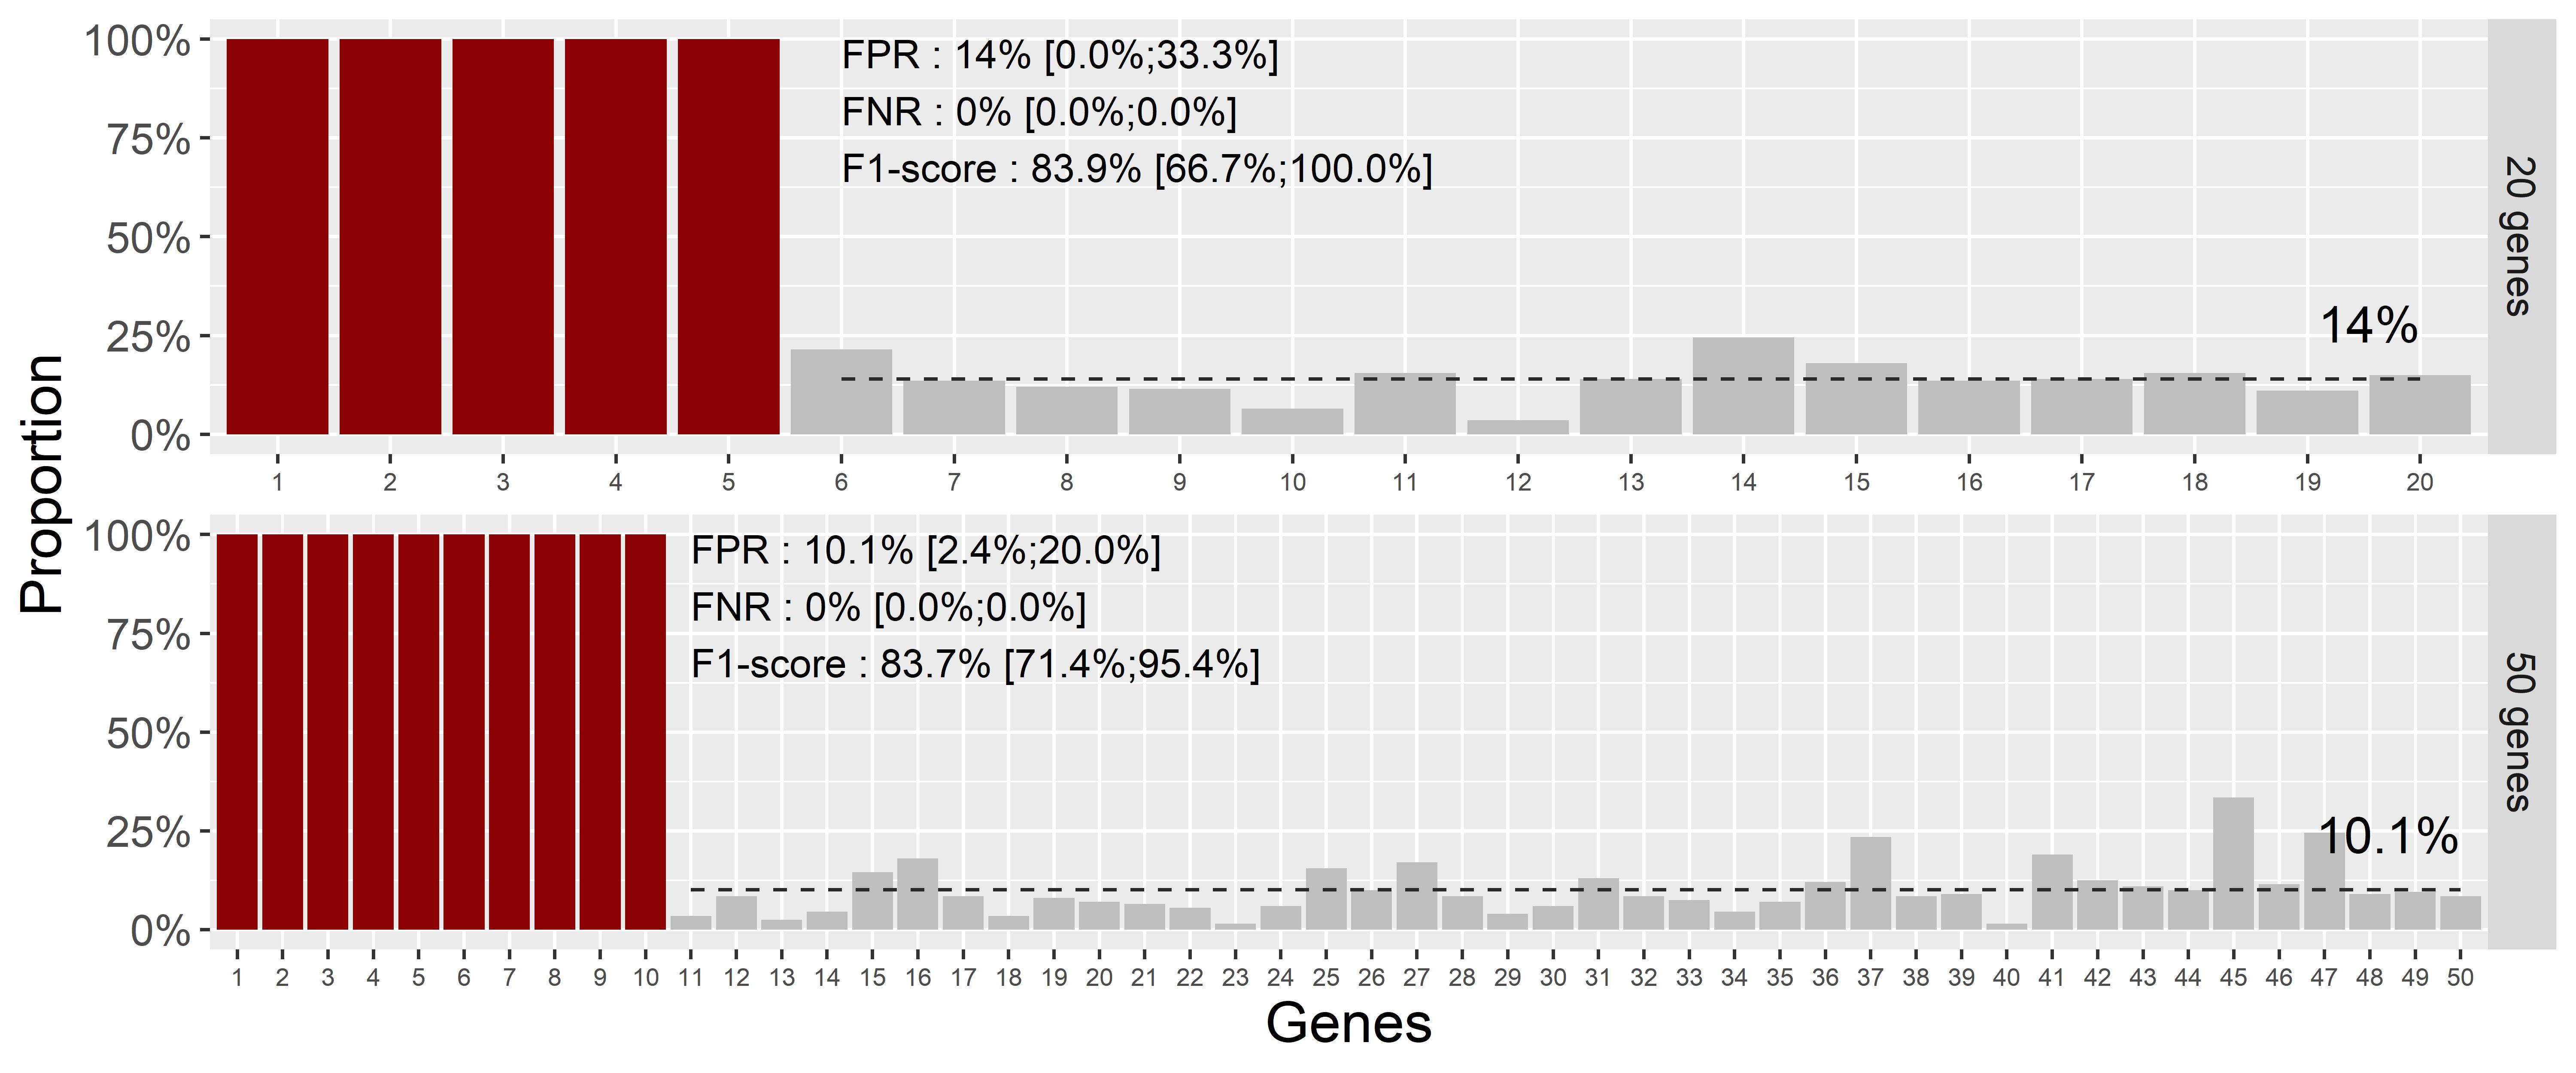 Proportion
100%
75%
50%
25%
0%
FPR : 14% [0.0%;33.3%]
FNR : 0% [0.0%;0.0%]
F1-score : 83.9% [66.7%;100.0%]
14%
20 genes
1 2 3 4 5 6 7 8 9 10 11 12 13 14 15 16 17 18 19 20
100%
75%
50%
25%
0%
FPR : 10.1% [2.4%;20.0%]
FNR : 0% [0.0%;0.0%]
F1-score : 83.7% [71.4%;95.4%]
10.1%
50 genes
1 2 3 4 5 6 7 8 9 10 11 12 13 14 15 16 17 18 19 20 21 22 23 24 25 26 27 28 29 30 31 32 33 34 35 36 37 38 39 40 41 42 43 44 45 46 47 48 49 50
Genes